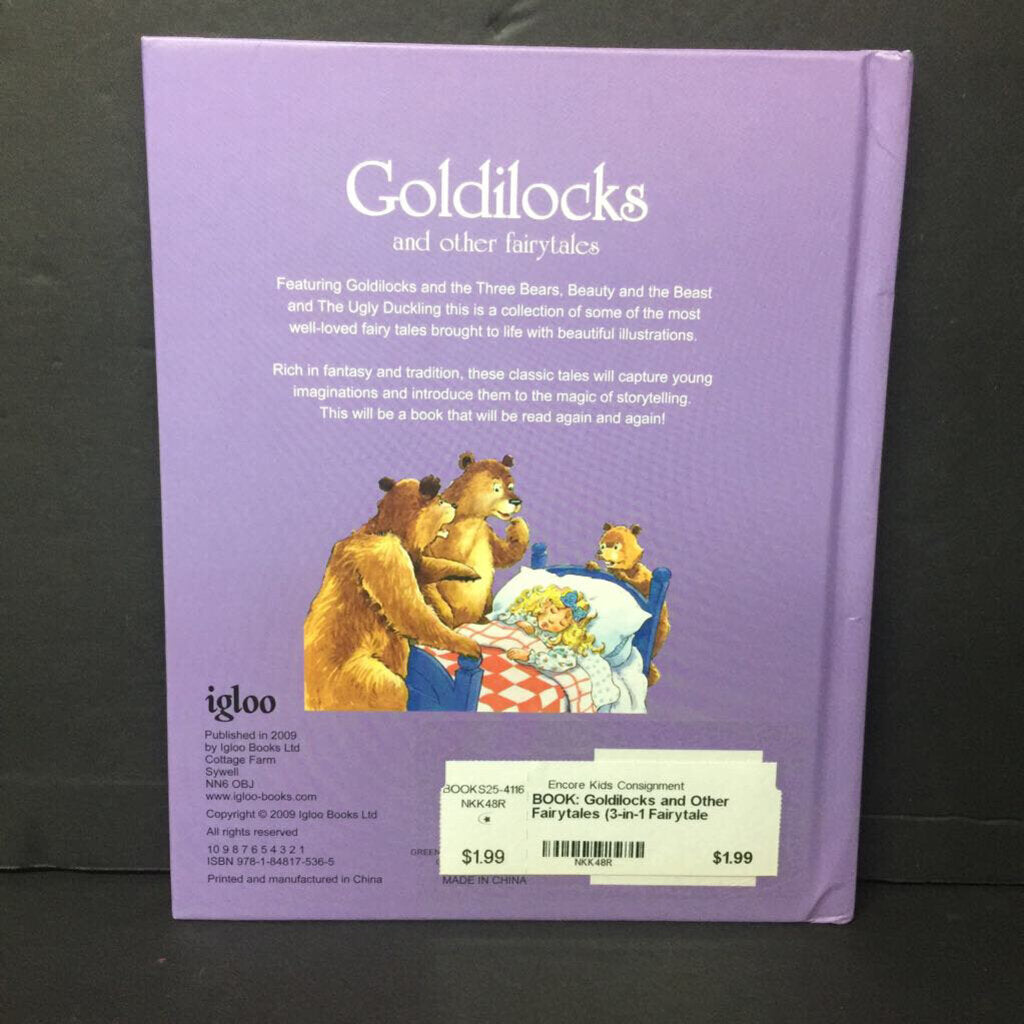 Goldilocks
and other fairytales
Featuring Goldilocks and the Three Bears, Beauty and the Beast
and The Ugly Duckling this is a collection of some of the most
well-loved fairy tales brought to life with beautiful illustrations.
Rich in fantasy and tradition, these classic tales will capture young
imaginations and introduce them to the magic of storytelling.
This will be a book that will be read again and again!
igloo
Published in 2009
by Igloo Books Ltd
Cottage Farm
Sywell
NN6 OBJ
www.igloo-books.com
Copyright © 2009 Igloo Books Ltd
All rights reserved
10 9 8 7 6 5 4 3 2 1
ISBN 978-1-84817-536-5
Printed and manufactured in China
BOOKS25-4116
NKK48R
$1.99
Encore Kids Consignment
BOOK: Goldilocks and Other
Fairytales (3-in-1 Fairytale
NKK48R
$1.99
MADE IN CHINA